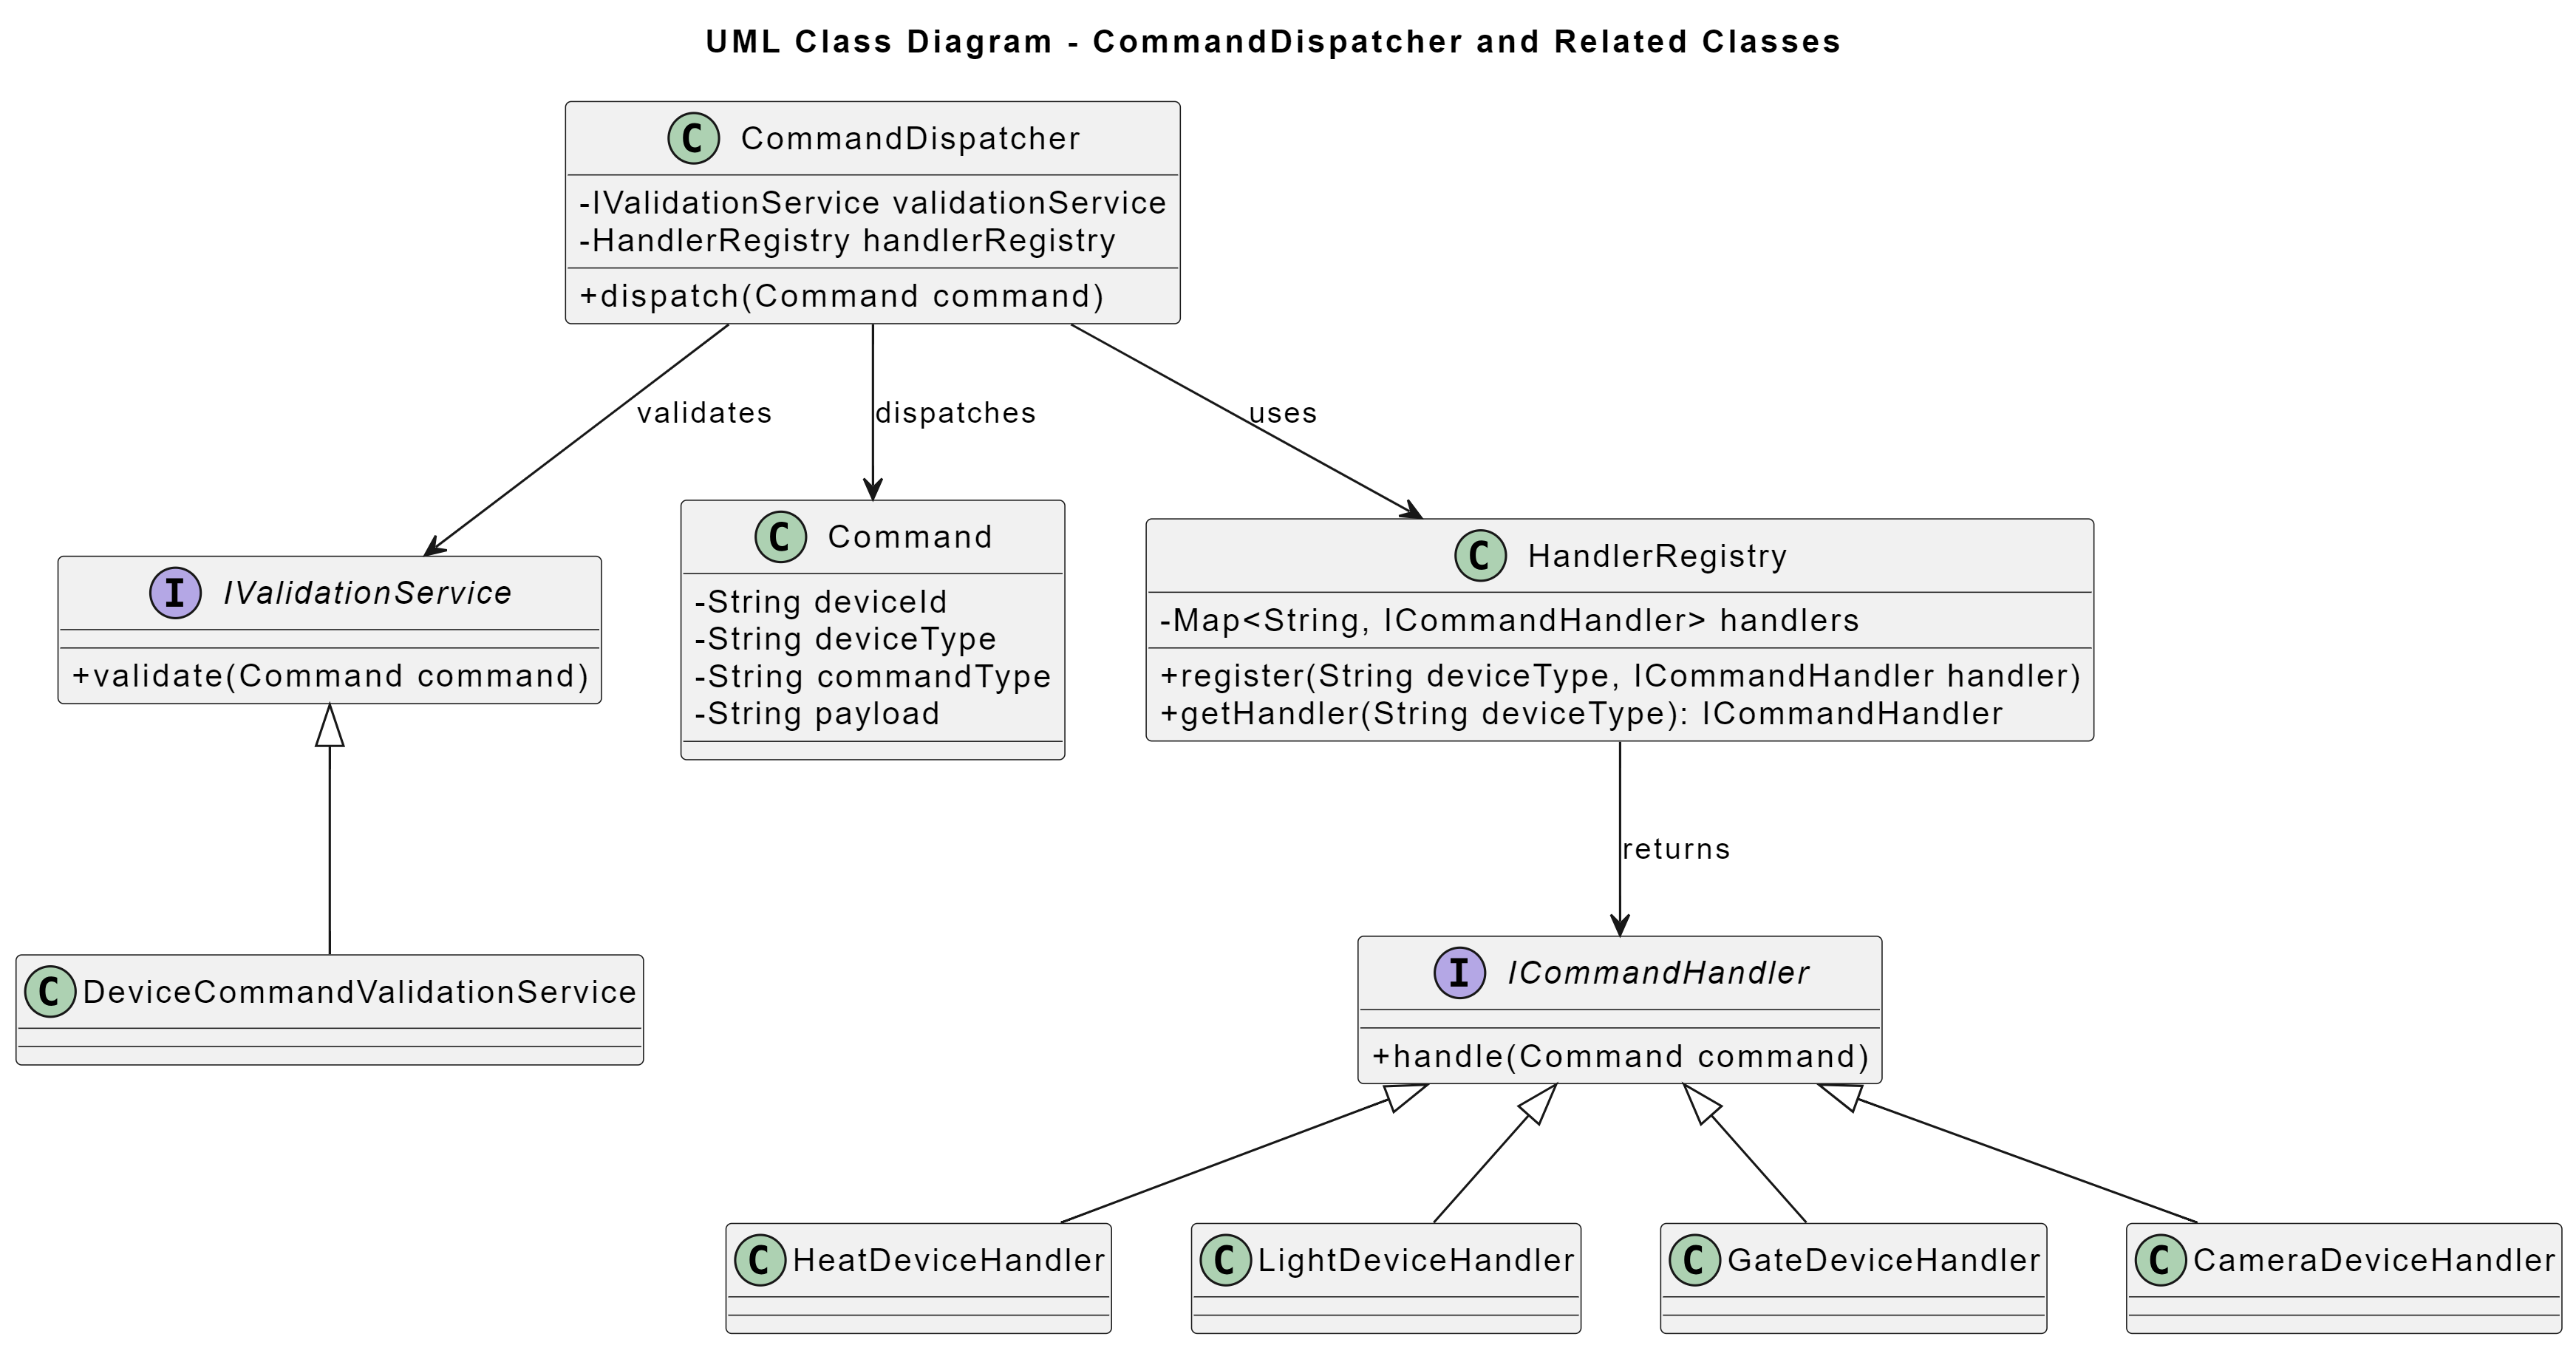 UML Class Diagram - CommandDispatcher and Related Classes
C CommandDispatcher
-IValidationService validationService
-HandlerRegistry handlerRegistry
+dispatch(Command command)
validates
dispatches
uses
I IValidationService
+validate(Command command)
C Command
-String deviceId
-String deviceType
-String commandType
-String payload
C HandlerRegistry
-Map<String, ICommandHandler> handlers
+register(String deviceType, ICommandHandler handler)
+getHandler(String deviceType): ICommandHandler
returns
C DeviceCommandValidationService
I ICommandHandler
+handle(Command command)
C HeatDeviceHandler
C LightDeviceHandler
C GateDeviceHandler
C CameraDeviceHandler